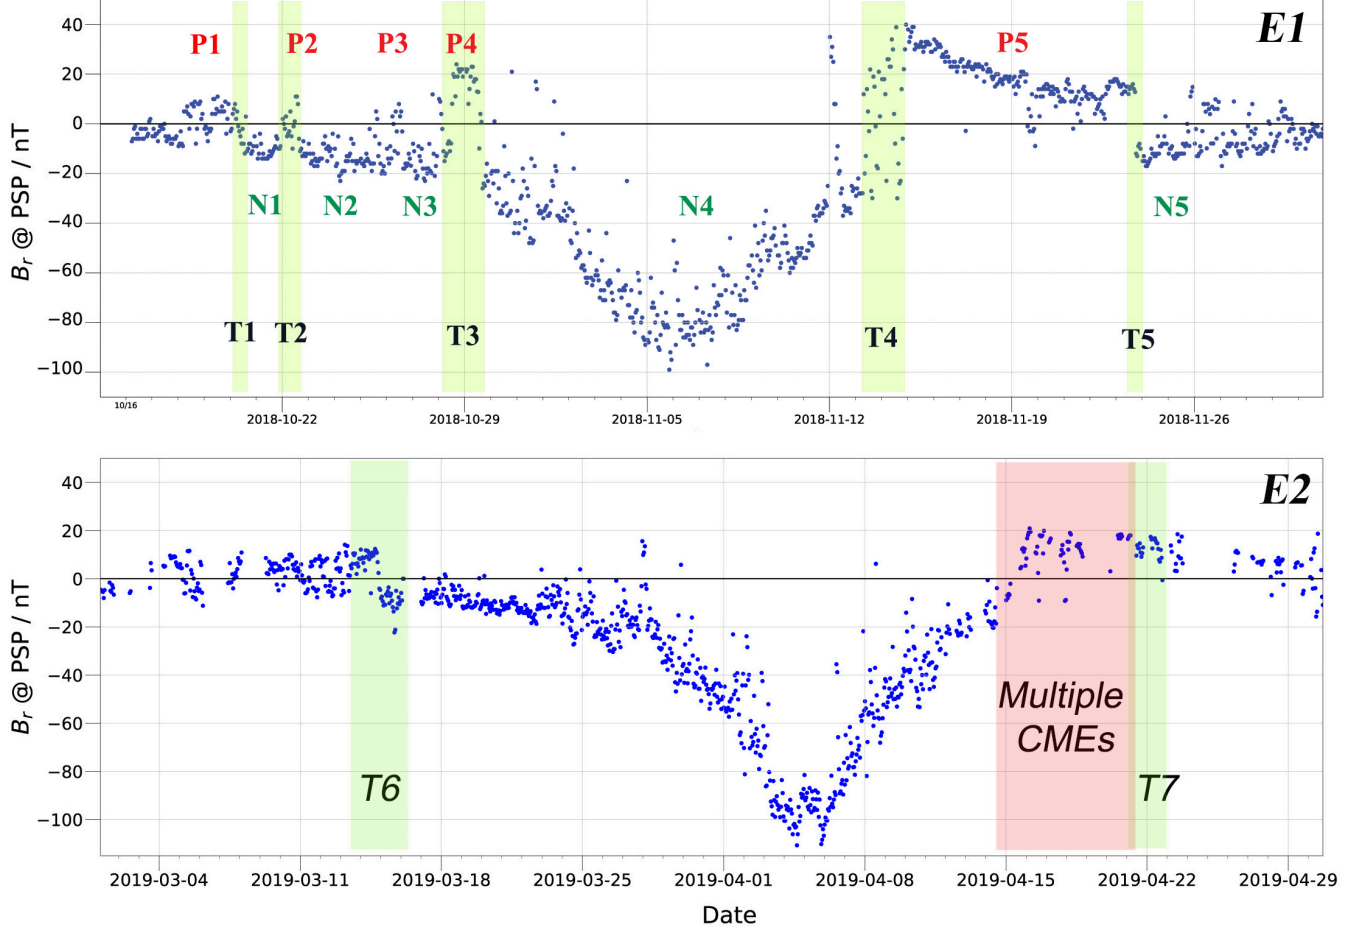 E1
40
P1 P2 P3 P4 P5
20
0
−20
N1 N2 N3 N4 N5
−40
−60
−80
T1 T2 T3 T4 T5
−100
Br @ PSP / nT
10/16 2018-10-22 2018-10-29 2018-11-05 2018-11-12 2018-11-19 2018-11-26
E2
40
20
0
−20
−40
Multiple
CMEs
−60
−80
T6 T7
−100
Br @ PSP / nT
2019-03-04 2019-03-11 2019-03-18 2019-03-25 2019-04-01 2019-04-08 2019-04-15 2019-04-22 2019-04-29
Date